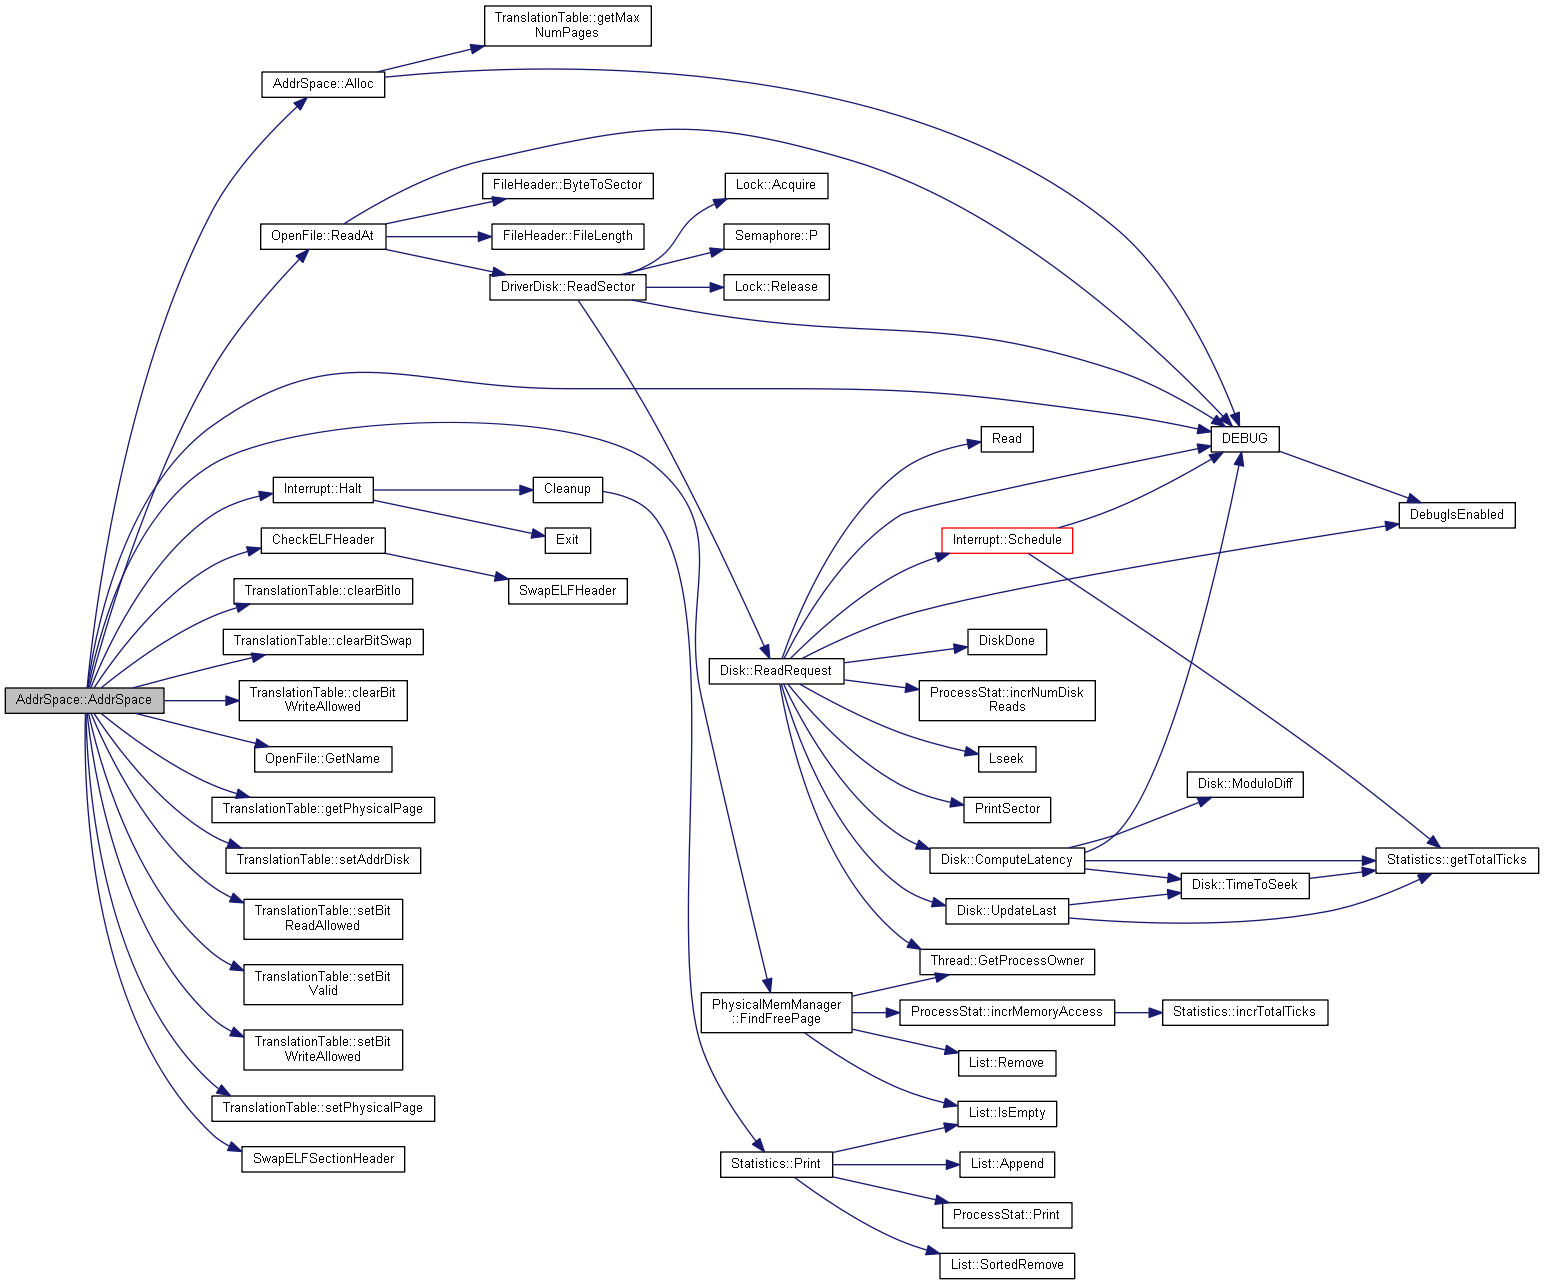 TranslationTable::getMax
NumPages
AddrSpace::Alloc
FileHeader::ByteToSector
Lock::Acquire
OpenFile::ReadAt
FileHeader::FileLength
Semaphore::P
DriverDisk::ReadSector
Lock::Release
Read
DEBUG
Interrupt::Halt
Cleanup
DebugIsEnabled
CheckELFHeader
Exit
Interrupt::Schedule
TranslationTable::clearBitIo
SwapELFHeader
TranslationTable::clearBitSwap
DiskDone
Disk::ReadRequest
AddrSpace::AddrSpace
TranslationTable::clearBit
WriteAllowed
ProcessStat::incrNumDisk
Reads
OpenFile::GetName
Lseek
Disk::ModuloDiff
TranslationTable::getPhysicalPage
PrintSector
TranslationTable::setAddrDisk
Disk::ComputeLatency
Statistics::getTotalTicks
Disk::TimeToSeek
TranslationTable::setBit
ReadAllowed
Disk::UpdateLast
Thread::GetProcessOwner
TranslationTable::setBit
Valid
PhysicalMemManager
::FindFreePage
ProcessStat::incrMemoryAccess
Statistics::incrTotalTicks
TranslationTable::setBit
WriteAllowed
List::Remove
TranslationTable::setPhysicalPage
List::IsEmpty
SwapELFSectionHeader
Statistics::Print
List::Append
ProcessStat::Print
List::SortedRemove